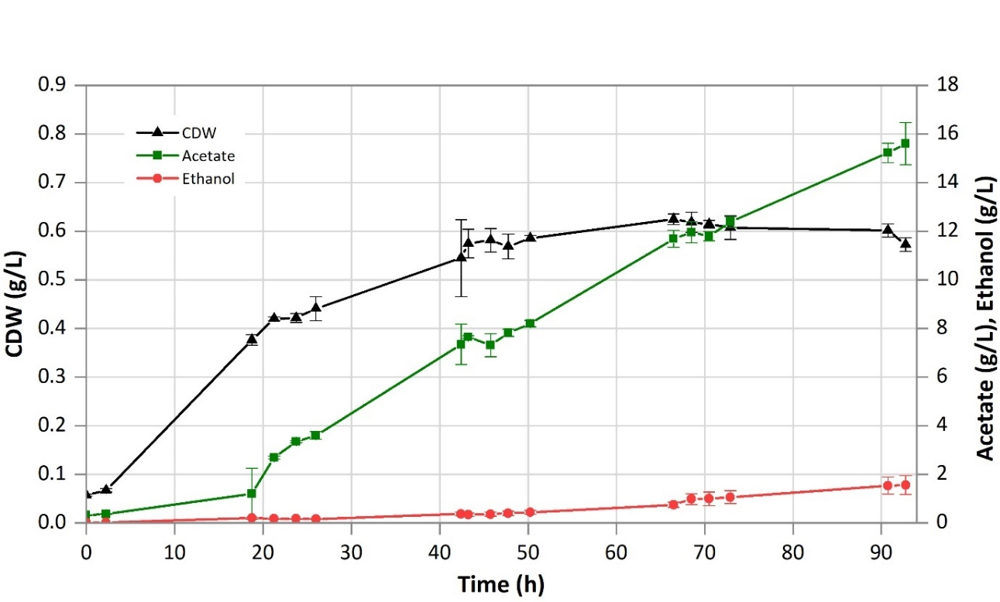 0.9
0.8
0.7
0.6
0.5
0.4
0.3
0.2
0.1
0.0
CDW (g/L)
CDW
Acetate
Ethanol
18
16
14
12
10
8
6
4
2
0
Acetate (g/L), Ethanol (g/L)
0 10 20 30 40 50 60 70 80 90
Time (h)